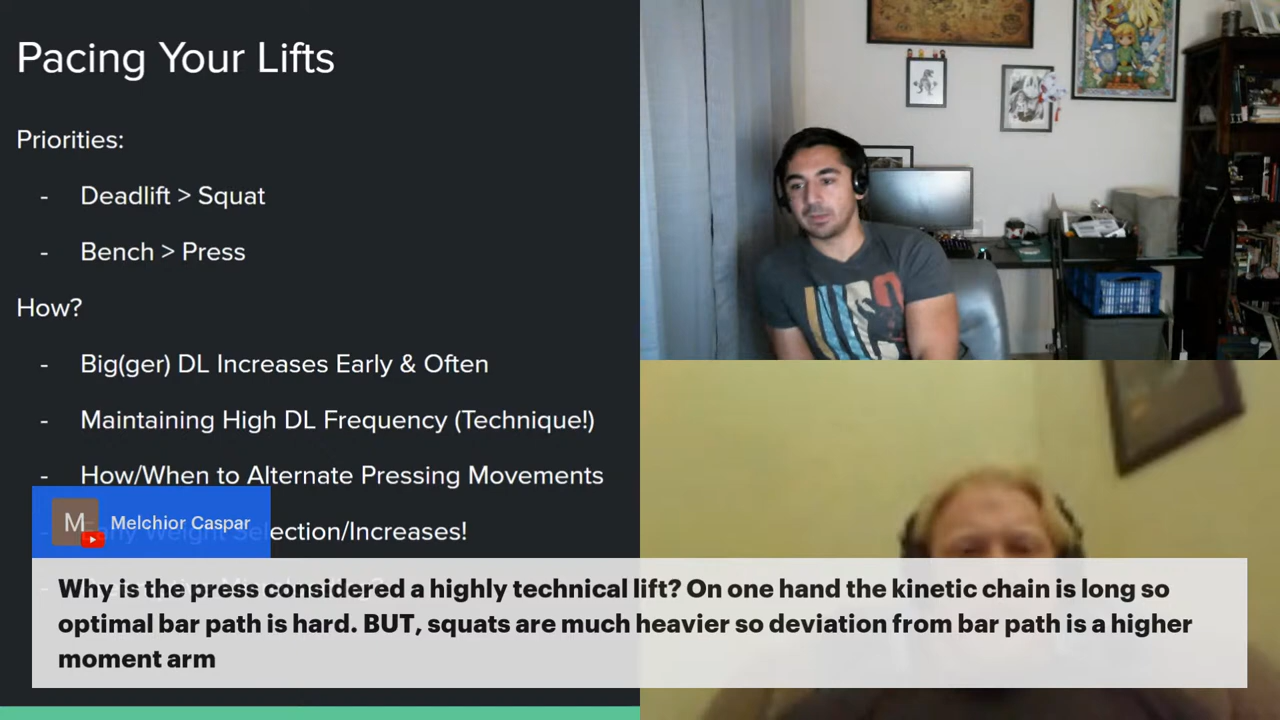 Pacing Your Lifts
Priorities:
- Deadlift > Squat
- Bench > Press
How?
- Big(ger) DL Increases Early & Often
- Maintaining High DL Frequency (Technique!)
- How/When to Alternate Pressing Movements
- Early Weight Selection/Increases!
M Melchior Caspar
Why is the press considered a highly technical lift? On one hand the kinetic chain is long so
optimal bar path is hard. BUT, squats are much heavier so deviation from bar path is a higher
moment arm